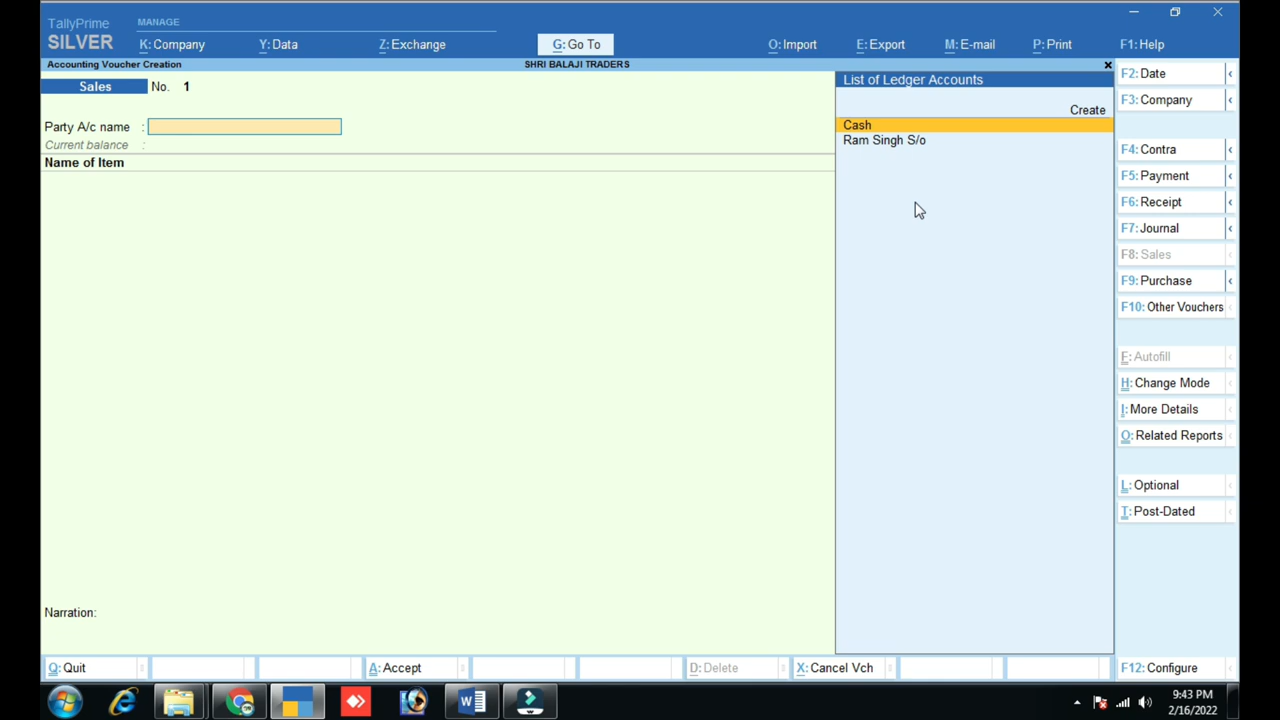 TallyPrime
SILVER
MANAGE
K: Company
Y: Data
Z: Exchange
G: Go To
O: Import
E: Export
M: E-mail
P: Print
F1: Help
Accounting Voucher Creation
SHRI BALAJI TRADERS
Sales No. 1
Party A/c name :
Current balance :
Name of Item
Narration:
List of Ledger Accounts
Create
Cash
Ram Singh S/o
F2: Date
F3: Company
F4: Contra
F5: Payment
F6: Receipt
F7: Journal
F8: Sales
F9: Purchase
F10: Other Vouchers
F: Autofill
H: Change Mode
I: More Details
O: Related Reports
L: Optional
T: Post-Dated
Q: Quit
A: Accept
D: Delete
X: Cancel Vch
F12: Configure
9:43 PM
2/16/2022